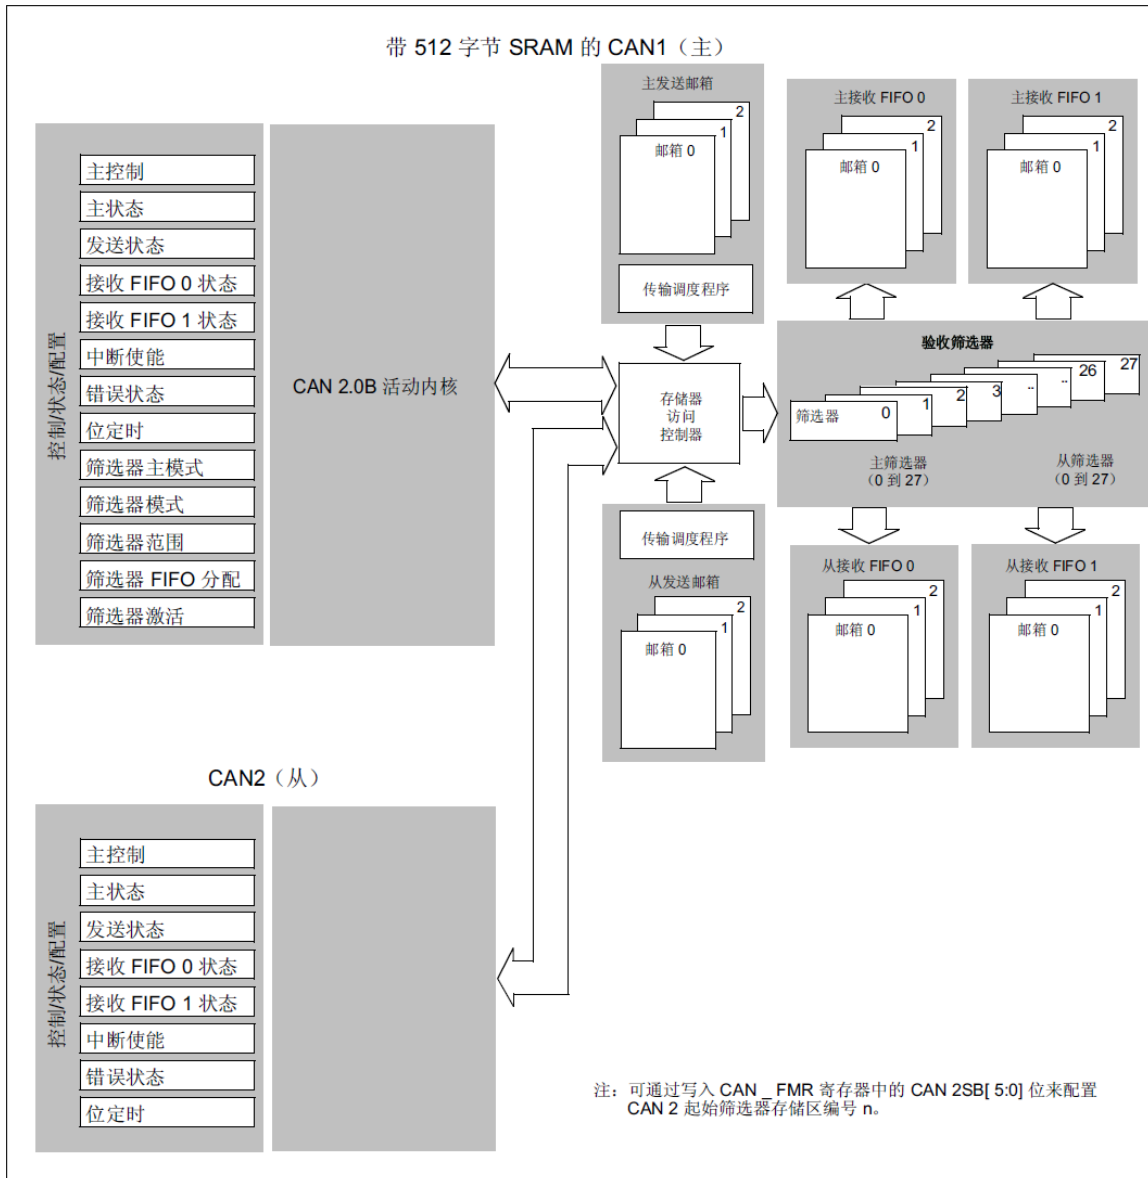 带 512 字节 SRAM 的 CAN1（主）
控制/状态/配置
主控制
主状态
发送状态
接收 FIFO 0 状态
接收 FIFO 1 状态
中断使能
错误状态
位定时
筛选器主模式
筛选器模式
筛选器范围
筛选器 FIFO 分配
筛选器激活
CAN 2.0B 活动内核
主发送邮箱
2
1
邮箱 0
传输调度程序
主接收 FIFO 0
2
1
邮箱 0
主接收 FIFO 1
2
1
邮箱 0
存储器
访问
控制器
验收筛选器
筛选器 0 1 2 3 .. .. 26 27
主筛选器
（0 到 27）
从筛选器
（0 到 27）
传输调度程序
从发送邮箱
2
1
邮箱 0
从接收 FIFO 0
2
1
邮箱 0
从接收 FIFO 1
2
1
邮箱 0
CAN2（从）
控制/状态/配置
主控制
主状态
发送状态
接收 FIFO 0 状态
接收 FIFO 1 状态
中断使能
错误状态
位定时
注：可通过写入 CAN _ FMR 寄存器中的 CAN 2SB[ 5:0] 位来配置
CAN 2 起始筛选器存储区编号 n。